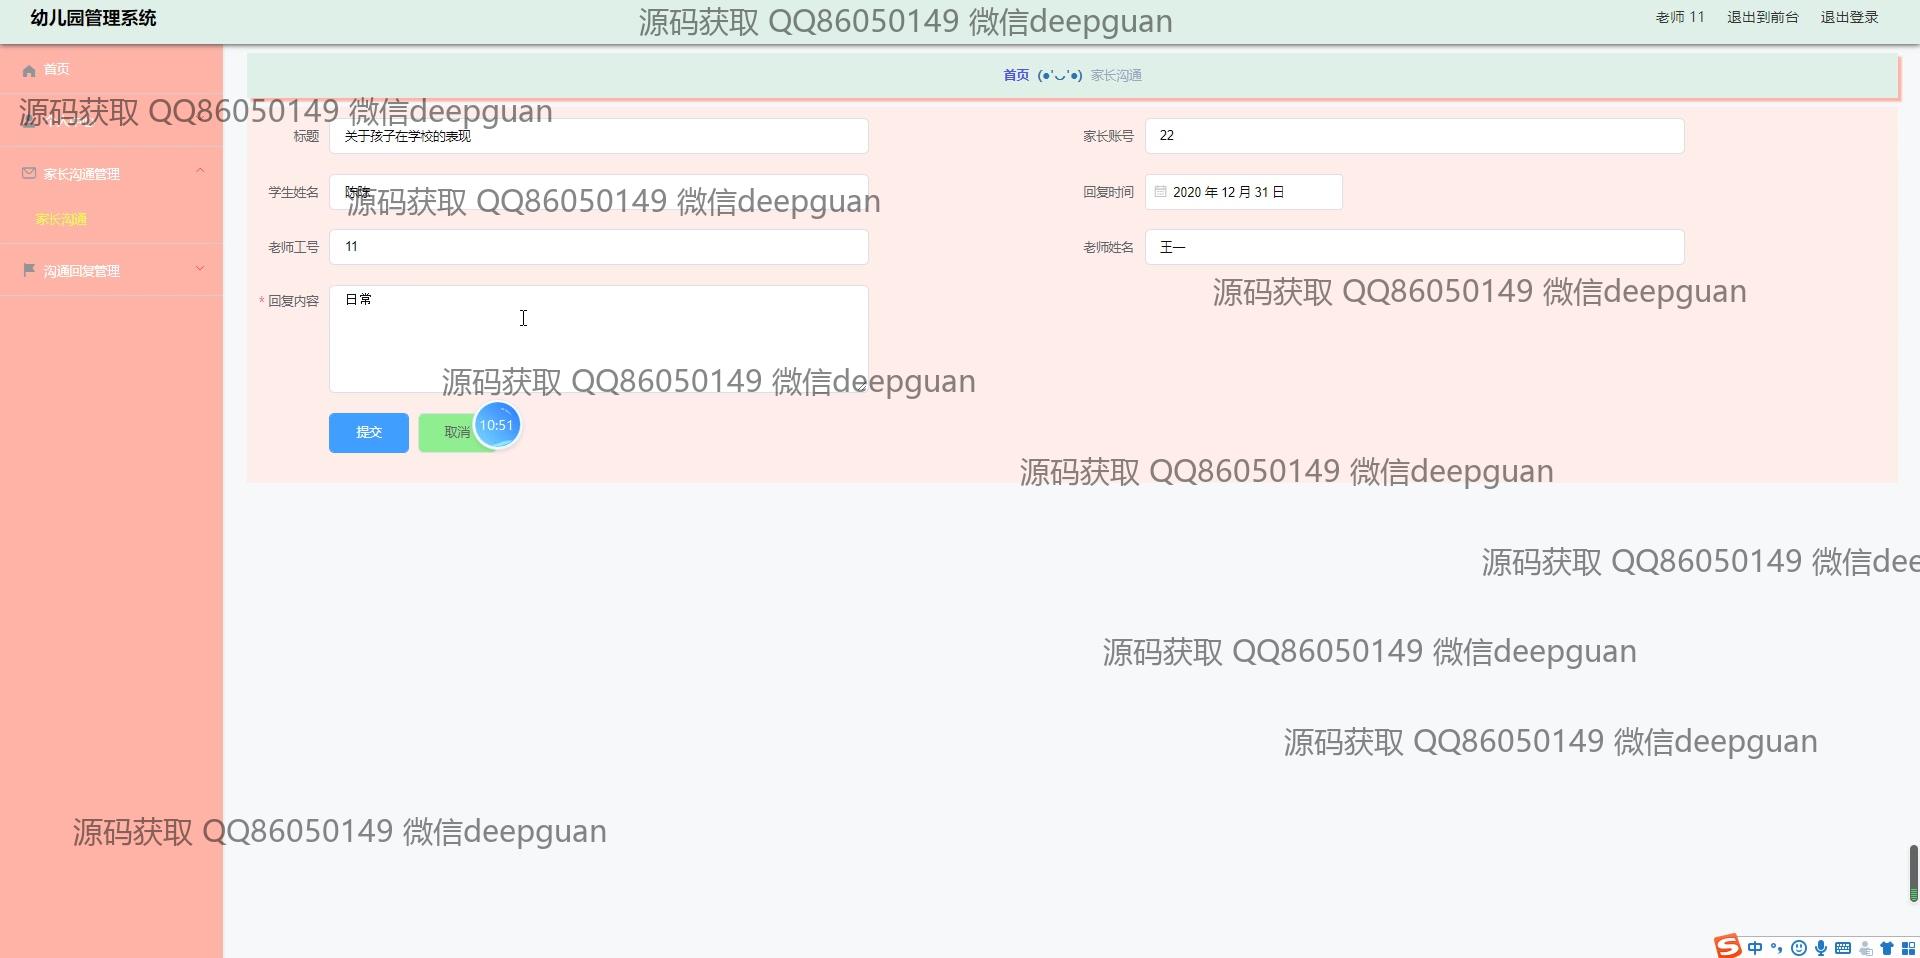 幼儿园管理系统
源码获取 QQ86050149 微信deepguan
老师 11 退出到前台 退出登录
首页
首页 (●'◡'●) 家长沟通
源码获取 QQ86050149 微信deepguan
标题 关于孩子在学校的表现
家长账号 22
家长沟通管理
学生姓名 陈陈
源码获取 QQ86050149 微信deepguan
回复时间 2020 年 12 月 31 日
家长沟通
老师工号 11
老师姓名 王一
沟通回复管理
源码获取 QQ86050149 微信deepguan
* 回复内容 日常
源码获取 QQ86050149 微信deepguan
提交 取消 10:51
源码获取 QQ86050149 微信deepguan
源码获取 QQ86050149 微信dee
源码获取 QQ86050149 微信deepguan
源码获取 QQ86050149 微信deepguan
源码获取 QQ86050149 微信deepguan
中